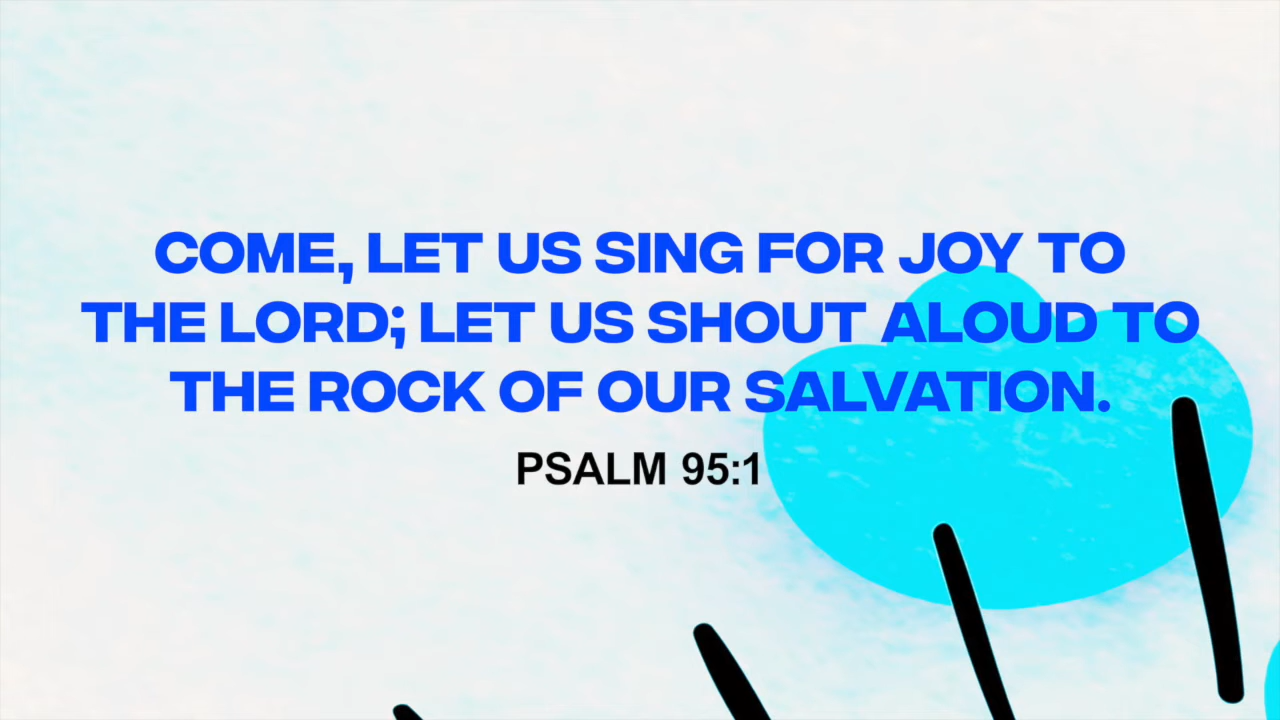 COME, LET US SING FOR JOY TO
THE LORD; LET US SHOUT ALOUD TO
THE ROCK OF OUR SALVATION.
PSALM 95:1